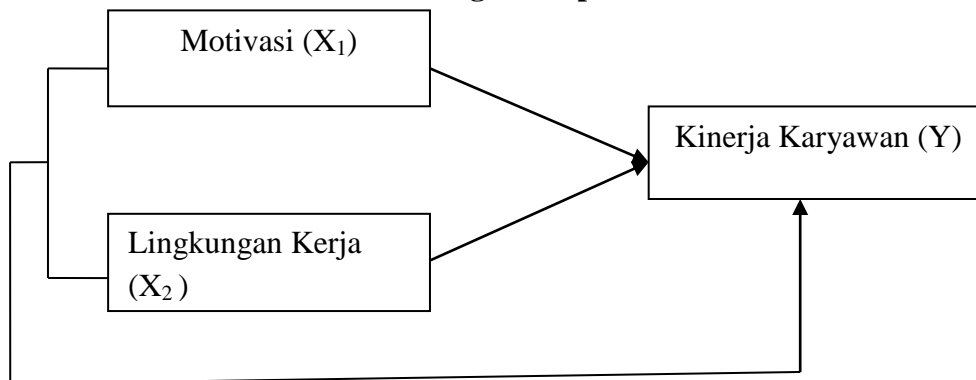 Motivasi (X₁)
Kinerja Karyawan (Y)
Lingkungan Kerja
(X₂ )